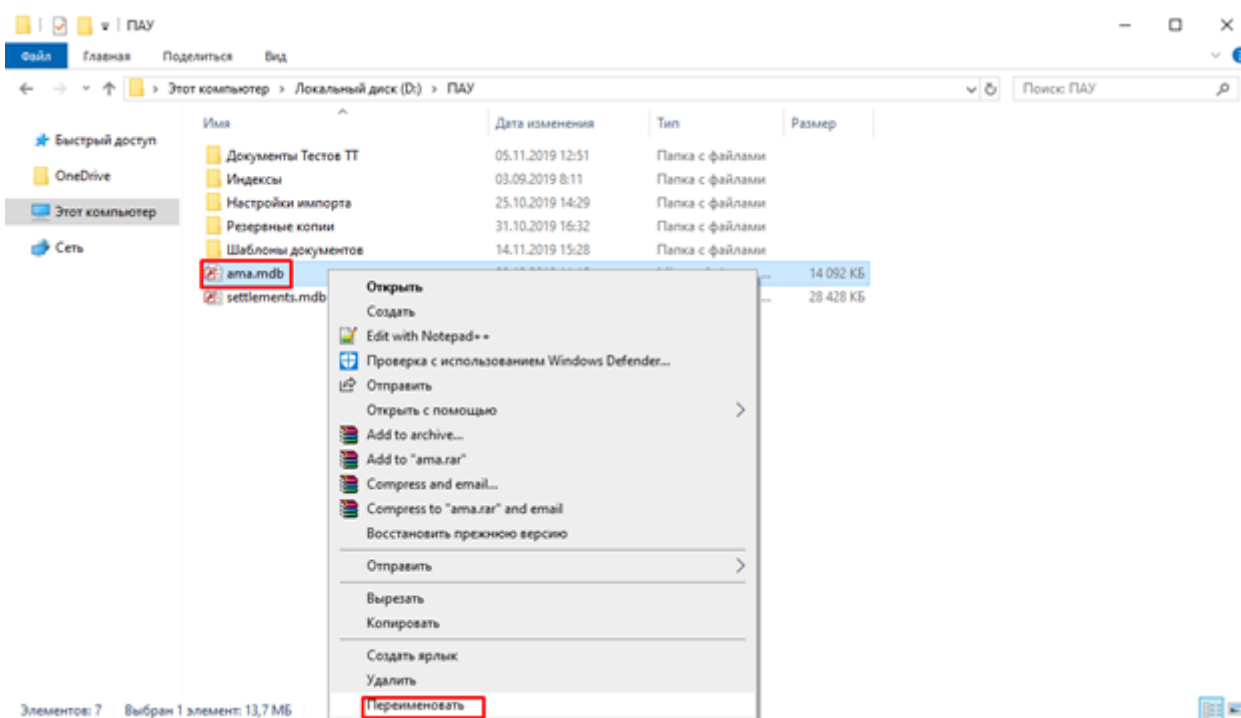 ПАУ
Файл Главная Поделиться Вид
Этот компьютер > Локальный диск (D:) > ПАУ
Поиск: ПАУ
Быстрый доступ
OneDrive
Этот компьютер
Сеть
Имя Дата изменения Тип Размер
Документы Тестов ТТ 05.11.2019 12:51 Папка с файлами
Индексы 03.09.2019 8:11 Папка с файлами
Настройки импорта 25.10.2019 14:29 Папка с файлами
Резервные копии 31.10.2019 16:32 Папка с файлами
Шаблоны документов 14.11.2019 15:28 Папка с файлами
ama.mdb 14 092 КБ
settlements.mdb 28 428 КБ
Открыть
Создать
Edit with Notepad++
Проверка с использованием Windows Defender...
Отправить
Открыть с помощью
Add to archive...
Add to "ama.rar"
Compress and email...
Compress to "ama.rar" and email
Восстановить прежнюю версию
Отправить
Вырезать
Копировать
Создать ярлык
Удалить
Переименовать
Элементов: 7 Выбран 1 элемент: 13,7 МБ